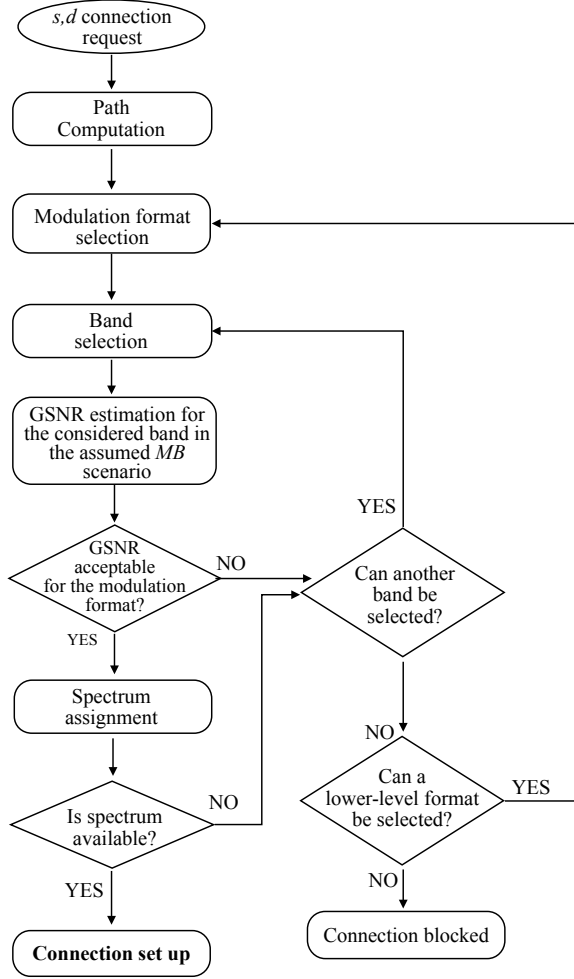 s,d connection
request
Path
Computation
Modulation format
selection
Band
selection
GSNR estimation for
the considered band in
the assumed MB
scenario
YES
GSNR
acceptable
for the modulation
format?
NO
Can another
band be
selected?
YES
Spectrum
assignment
NO
Can a
lower-level format
be selected?
YES
Is spectrum
available?
NO
YES
NO
Connection set up
Connection blocked